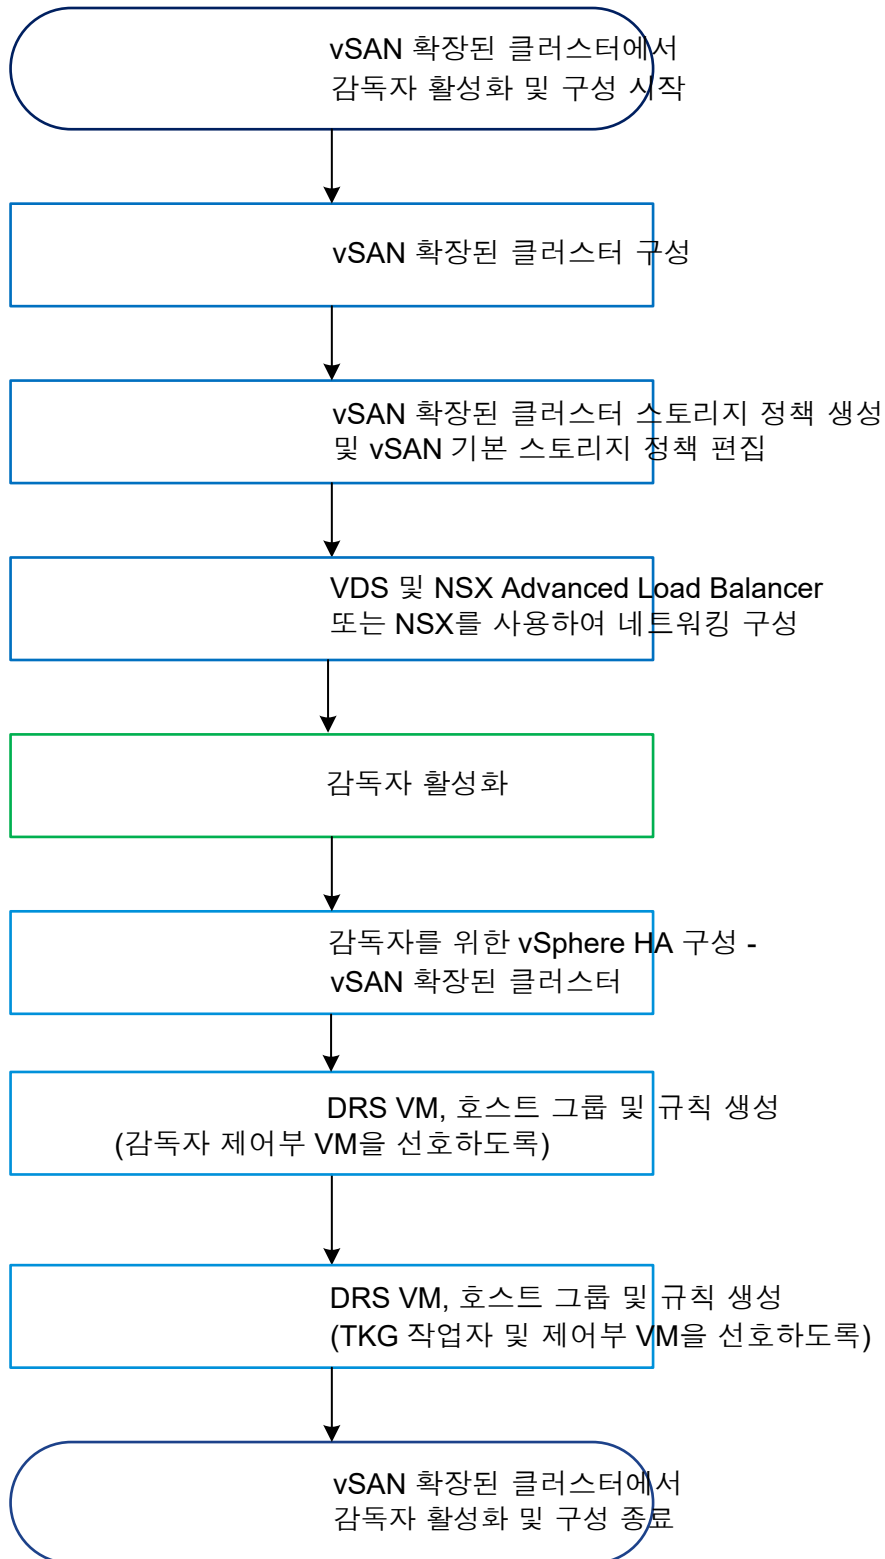 vSAN 확장된 클러스터에서
감독자 활성화 및 구성 시작
vSAN 확장된 클러스터 구성
vSAN 확장된 클러스터 스토리지 정책 생성
및 vSAN 기본 스토리지 정책 편집
VDS 및 NSX Advanced Load Balancer
또는 NSX를 사용하여 네트워킹 구성
감독자 활성화
감독자를 위한 vSphere HA 구성 -
vSAN 확장된 클러스터
DRS VM, 호스트 그룹 및 규칙 생성
(감독자 제어부 VM을 선호하도록)
DRS VM, 호스트 그룹 및 규칙 생성
(TKG 작업자 및 제어부 VM을 선호하도록)
vSAN 확장된 클러스터에서
감독자 활성화 및 구성 종료